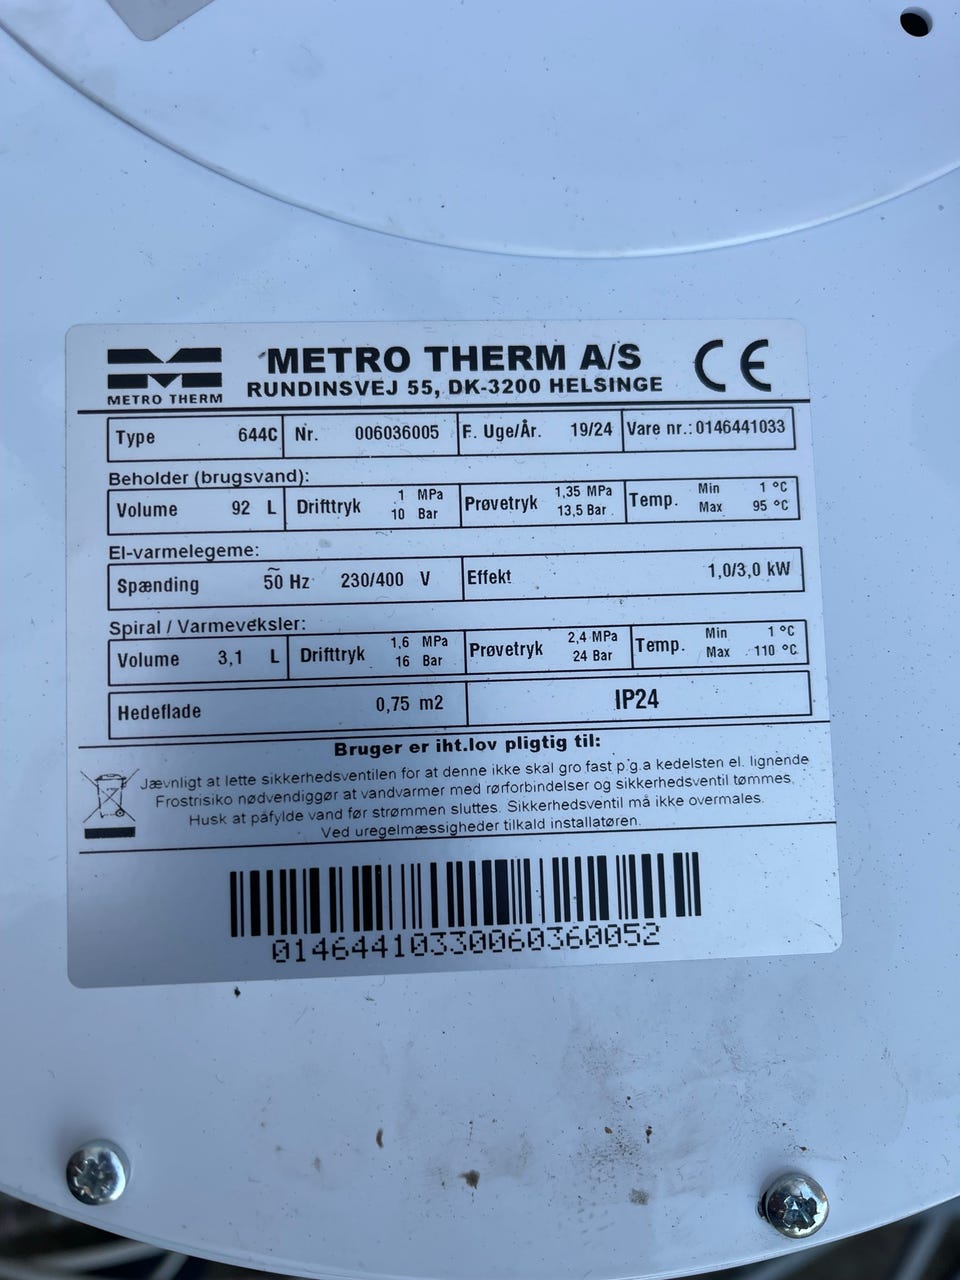 METRO THERM
METRO THERM A/S
RUNDINSVEJ 55, DK-3200 HELSINGE
CE
Type 644C Nr. 006036005 F. Uge/År. 19/24 Vare nr.: 0146441033
Beholder (brugsvand):
Volume 92 L Drifttryk 1 MPa 10 Bar Prøvetryk 1,35 MPa 13,5 Bar Temp. Min 1 °C Max 95 °C
El-varmelegeme:
Spænding ~ 50 Hz 230/400 V Effekt 1,0/3,0 kW
Spiral / Varmeveksler:
Volume 3,1 L Drifttryk 1,6 MPa 16 Bar Prøvetryk 2,4 MPa 24 Bar Temp. Min 1 °C Max 110 °C
Hedeflade 0,75 m2 IP24
Bruger er iht.lov pligtig til:
Jævnligt at lette sikkerhedsventilen for at denne ikke skal gro fast p.g.a kedelsten el. lignende
Frostrisiko nødvendiggør at vandvarmer med rørforbindelser og sikkerhedsventil tømmes.
Husk at påfylde vand før strømmen sluttes. Sikkerhedsventil må ikke overmales.
Ved uregelmæssigheder tilkald installatøren.
01464410330060360052